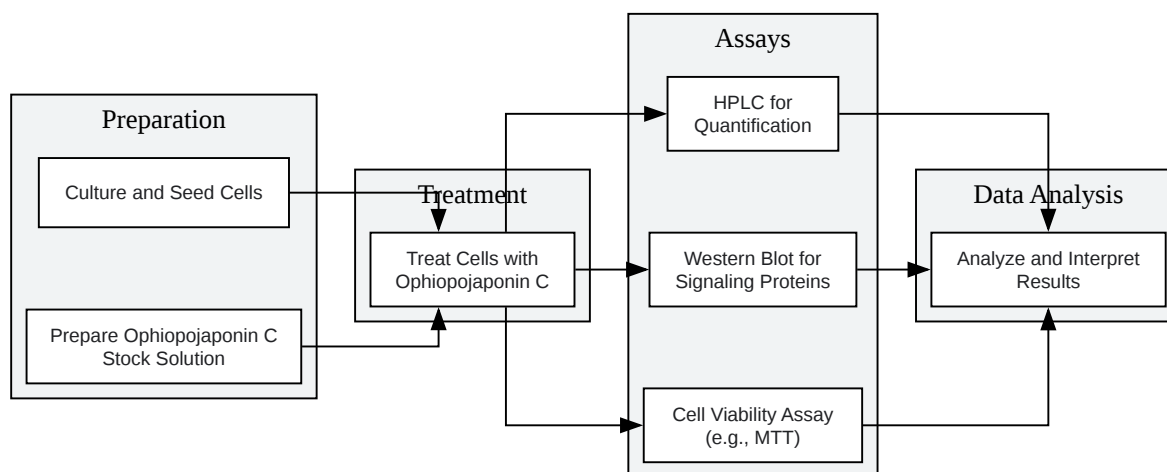 Preparation
Culture and Seed Cells
Prepare Ophiopojaponin C
Stock Solution
Treatment
Treat Cells with
Ophiopojaponin C
Assays
HPLC for
Quantification
Western Blot for
Signaling Proteins
Cell Viability Assay
(e.g., MTT)
Data Analysis
Analyze and Interpret
Results